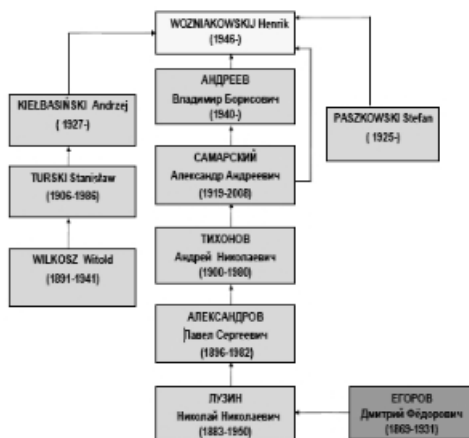 WOZNIAKOWSKIJ Henrik
(1946-)
АНДРЕЕВ
Владимир Борисович
(1940-)
KIEŁBASIŃSKI Andrzej
( 1927-)
PASZKOWSKI Stefan
( 1925-)
САМАРСКИЙ
Александр Андреевич
(1919-2008)
TURSKI Stanisław
(1906-1986)
ТИХОНОВ
Андрей Николаевич
(1900-1980)
WILKOSZ Witold
(1891-1941)
АЛЕКСАНДРОВ
Павел Сергеевич
(1896-1982)
ЛУЗИН
Николай Николаевич
(1883-1950)
ЕГОРОВ
Дмитрий Фёдорович
(1869-1931)